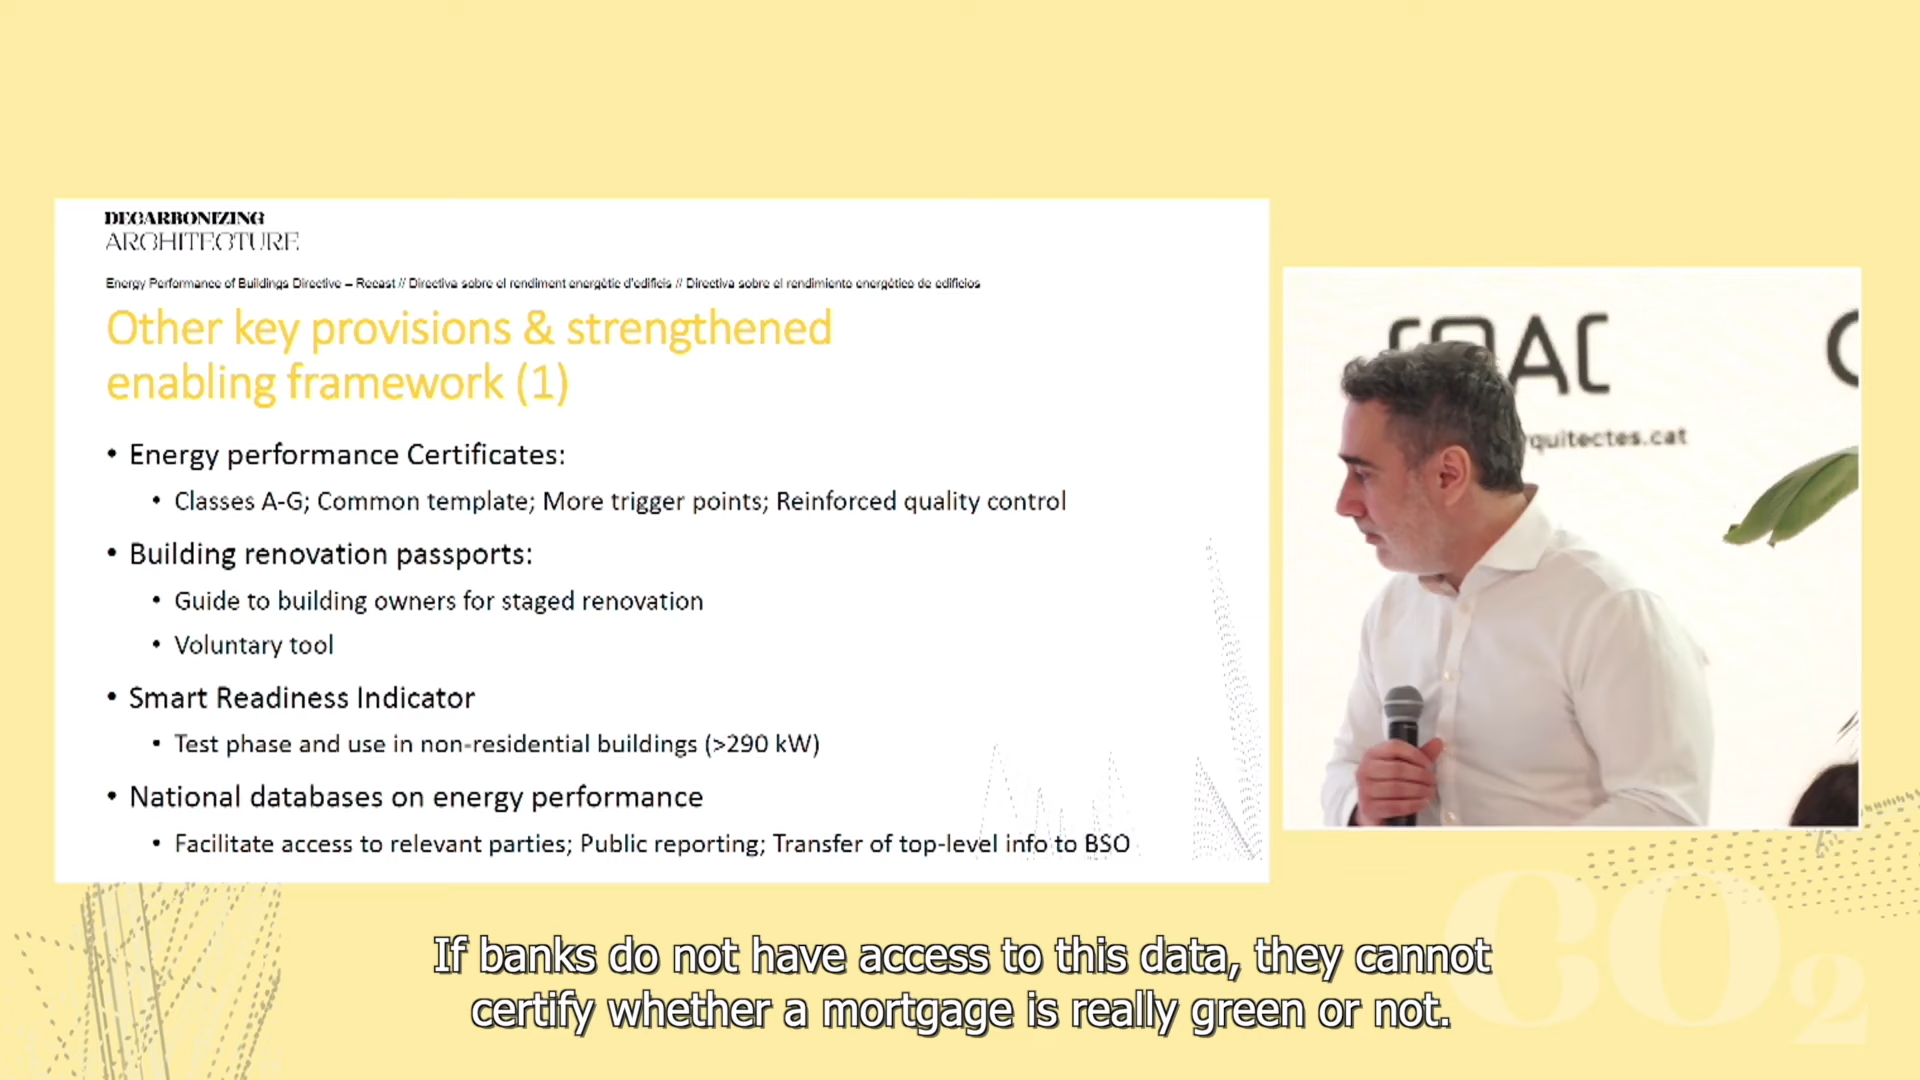 DECARBONIZING
ARCHITECTURE
Energy Performance of Buildings Directive – Recast // Directiva sobre el rendiment energètic d'edificis // Directiva sobre el rendimiento energético de edificios
Other key provisions & strengthened
enabling framework (1)
• Energy performance Certificates:
• Classes A-G; Common template; More trigger points; Reinforced quality control
• Building renovation passports:
• Guide to building owners for staged renovation
• Voluntary tool
• Smart Readiness Indicator
• Test phase and use in non-residential buildings (>290 kW)
• National databases on energy performance
• Facilitate access to relevant parties; Public reporting; Transfer of top-level info to BSO
COAC
rquitectes.cat
CO2
If banks do not have access to this data, they cannot
certify whether a mortgage is really green or not.